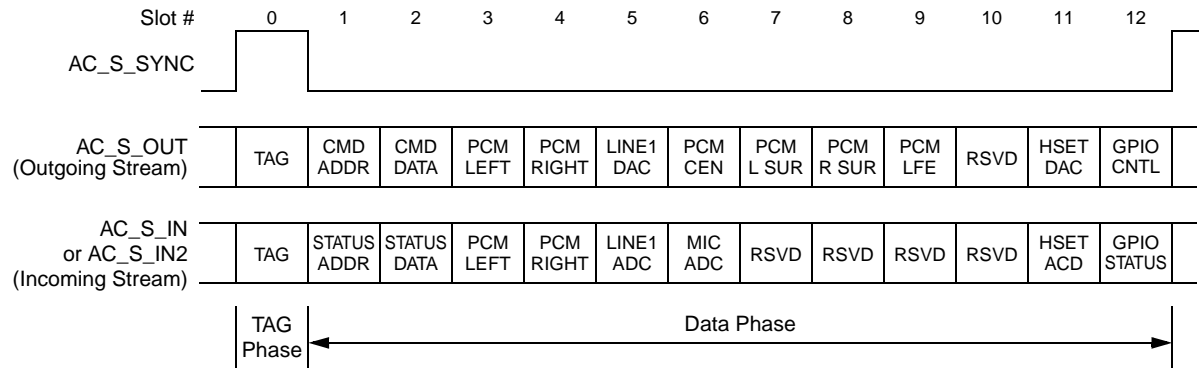 Slot # 0 1 2 3 4 5 6 7 8 9 10 11 12
AC_S_SYNC
AC_S_OUT
(Outgoing Stream)
TAG
CMD
ADDR
CMD
DATA
PCM
LEFT
PCM
RIGHT
LINE1
DAC
PCM
CEN
PCM
L SUR
PCM
R SUR
PCM
LFE
RSVD
HSET
DAC
GPIO
CNTL
AC_S_IN
or AC_S_IN2
(Incoming Stream)
TAG
STATUS
ADDR
STATUS
DATA
PCM
LEFT
PCM
RIGHT
LINE1
ADC
MIC
ADC
RSVD
RSVD
RSVD
RSVD
HSET
ACD
GPIO
STATUS
TAG
Phase
Data Phase